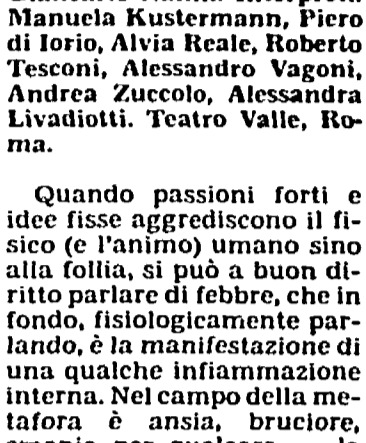 Manuela Kustermann, Piero
di Iorio, Alvia Reale, Roberto
Tesconi, Alessandro Vagoni,
Andrea Zuccolo, Alessandra
Livadiotti. Teatro Valle, Ro-
ma.
Quando passioni forti e
idee fisse aggrediscono il fi-
sico (e l'animo) umano sino
alla follia, si può a buon di-
ritto parlare di febbre, che in
fondo, fisiologicamente par-
lando, è la manifestazione di
una qualche infiammazione
interna. Nel campo della me-
tafora è ansia, bruciore,